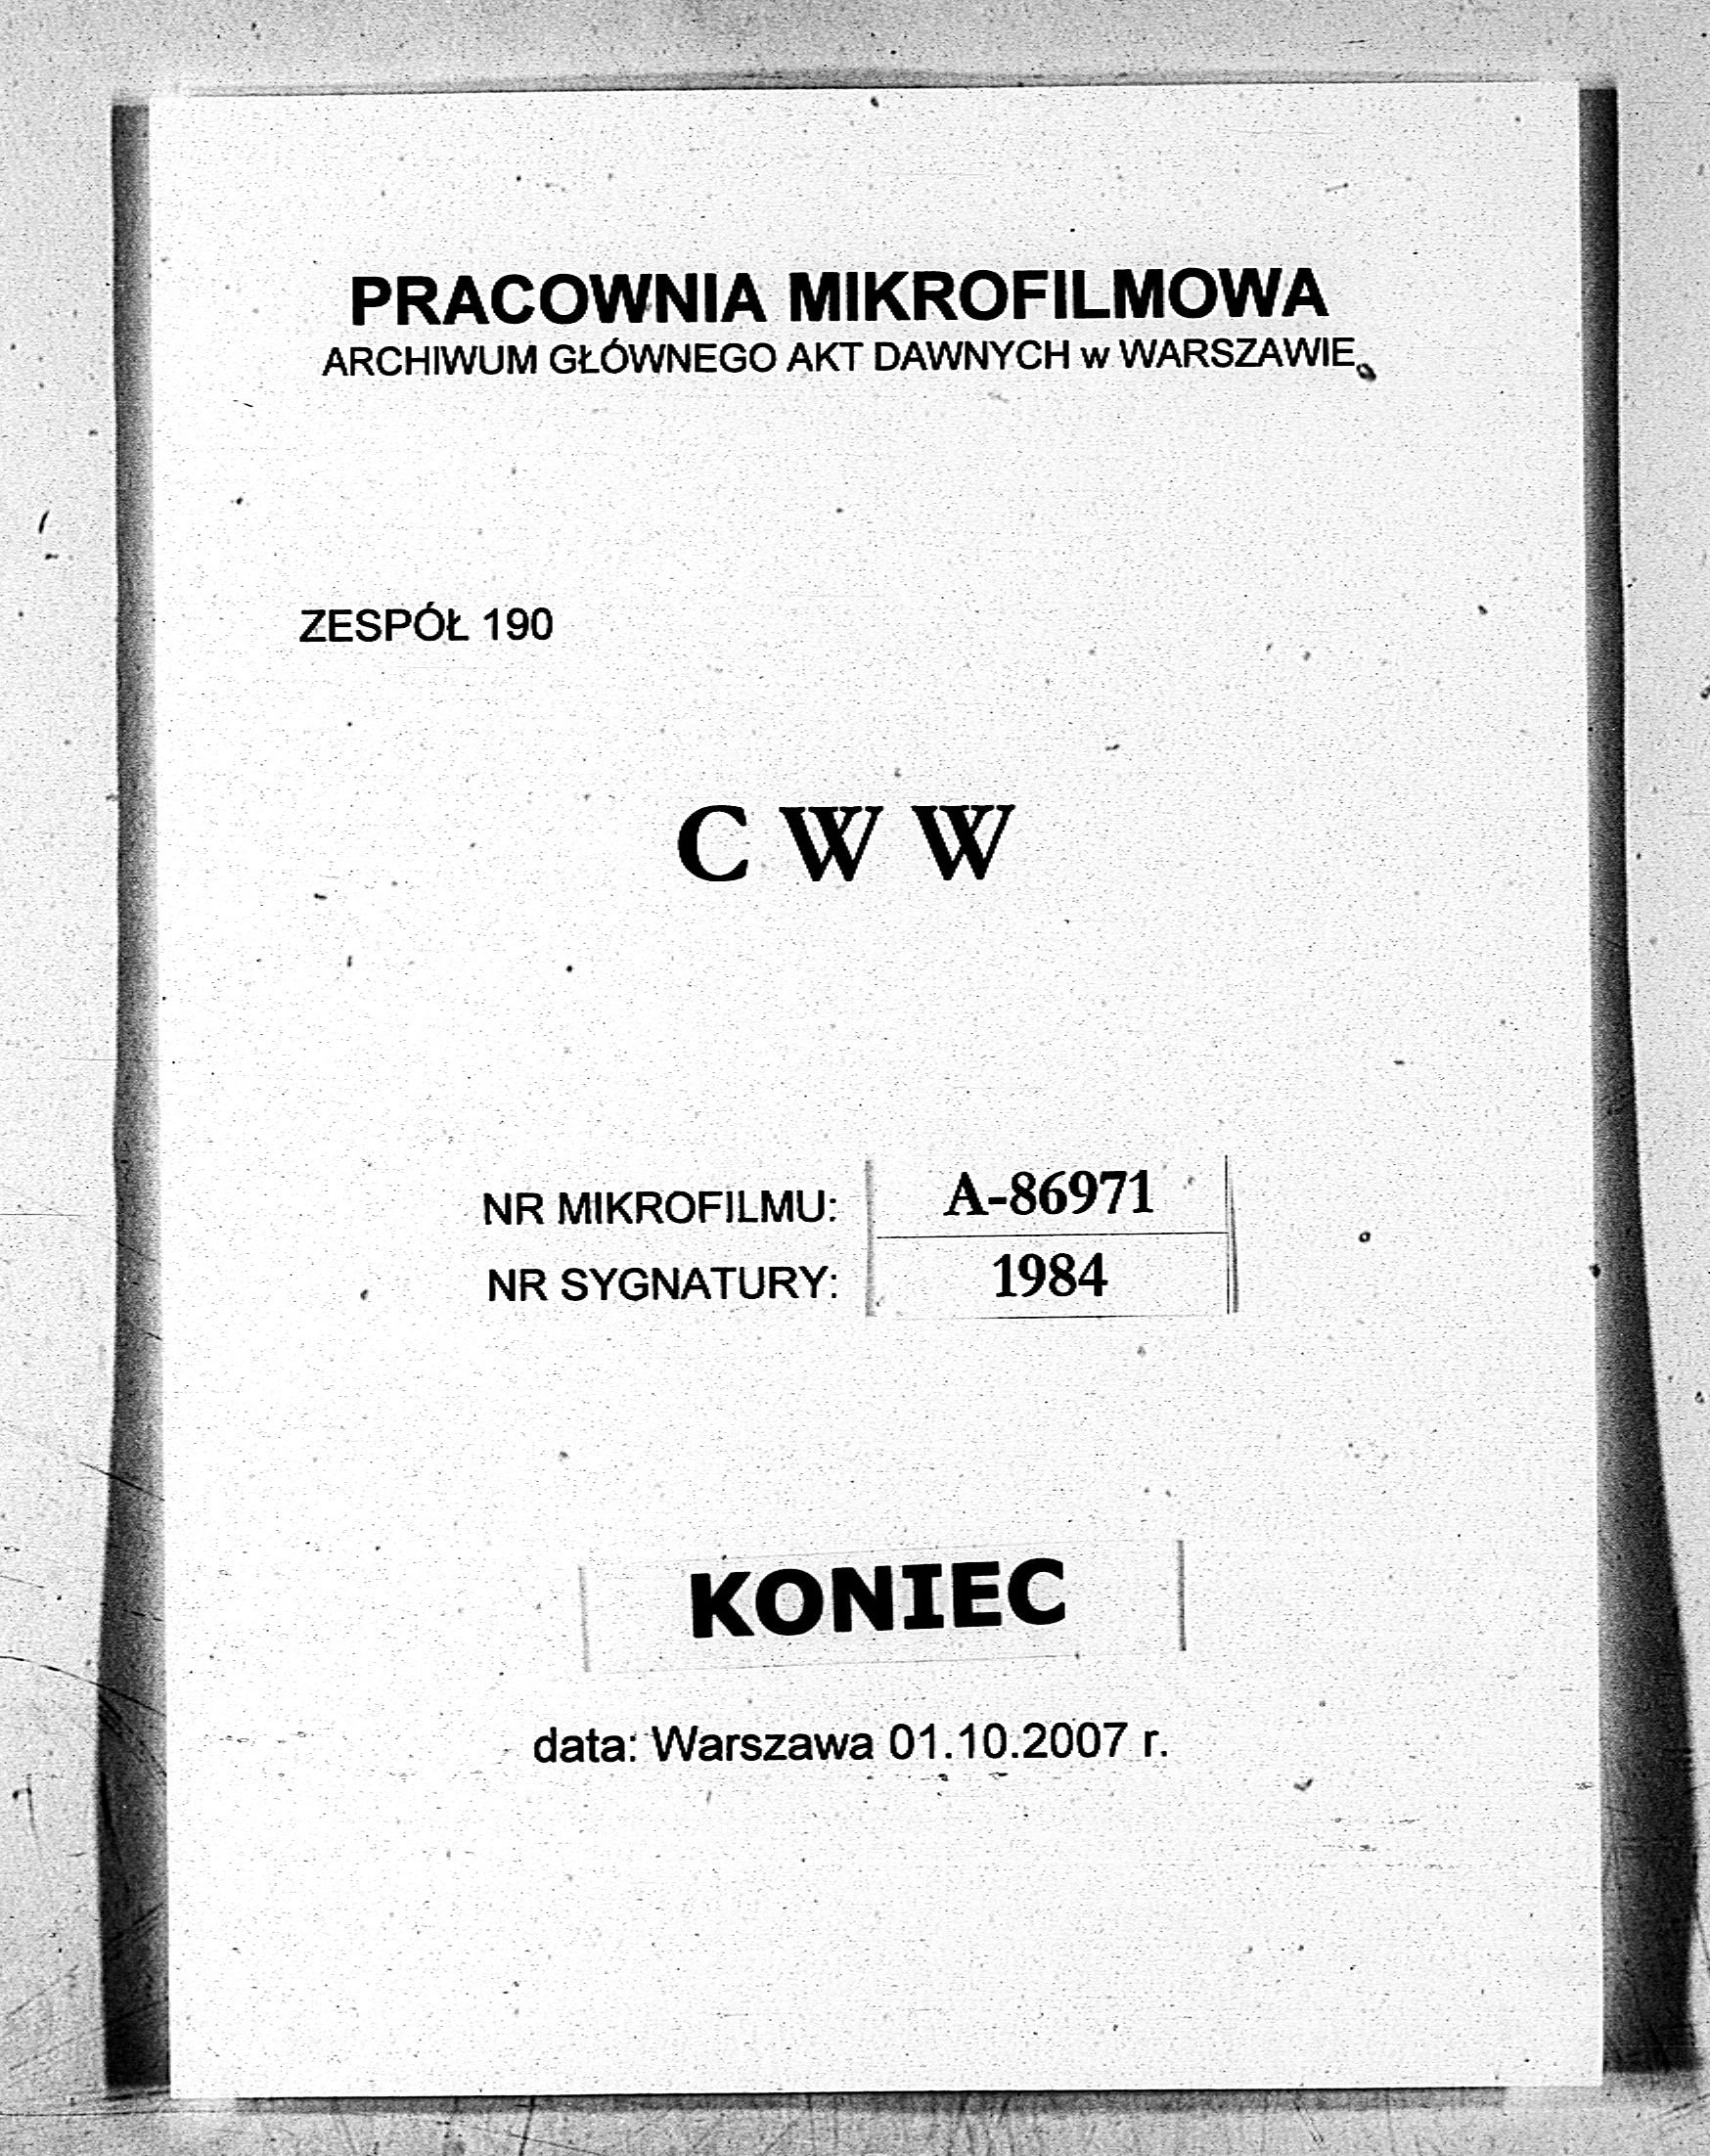 PRACOWNIA MIKROFILMOWA
ARCHIWUM GŁÓWNEGO AKT DAWNYCH w WARSZAWIE
ZESPÓŁ 190
C W W
NR MIKROFILMU: A-86971
NR SYGNATURY: 1984
KONIEC
data: Warszawa 01.10.2007 r.